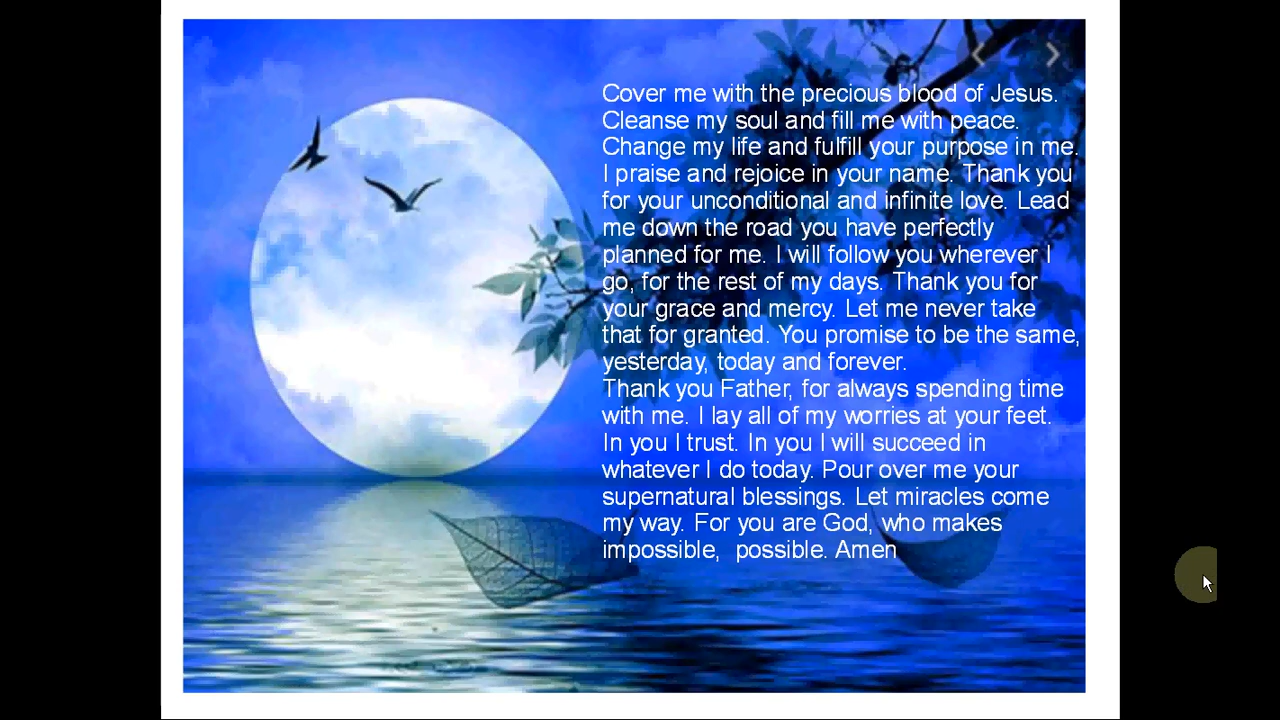 Cover me with the precious blood of Jesus.
Cleanse my soul and fill me with peace.
Change my life and fulfill your purpose in me.
I praise and rejoice in your name. Thank you
for your unconditional and infinite love. Lead
me down the road you have perfectly
planned for me. I will follow you wherever I
go, for the rest of my days. Thank you for
your grace and mercy. Let me never take
that for granted. You promise to be the same,
yesterday, today and forever.
Thank you Father, for always spending time
with me. I lay all of my worries at your feet.
In you I trust. In you I will succeed in
whatever I do today. Pour over me your
supernatural blessings. Let miracles come
my way. For you are God, who makes
impossible,  possible. Amen